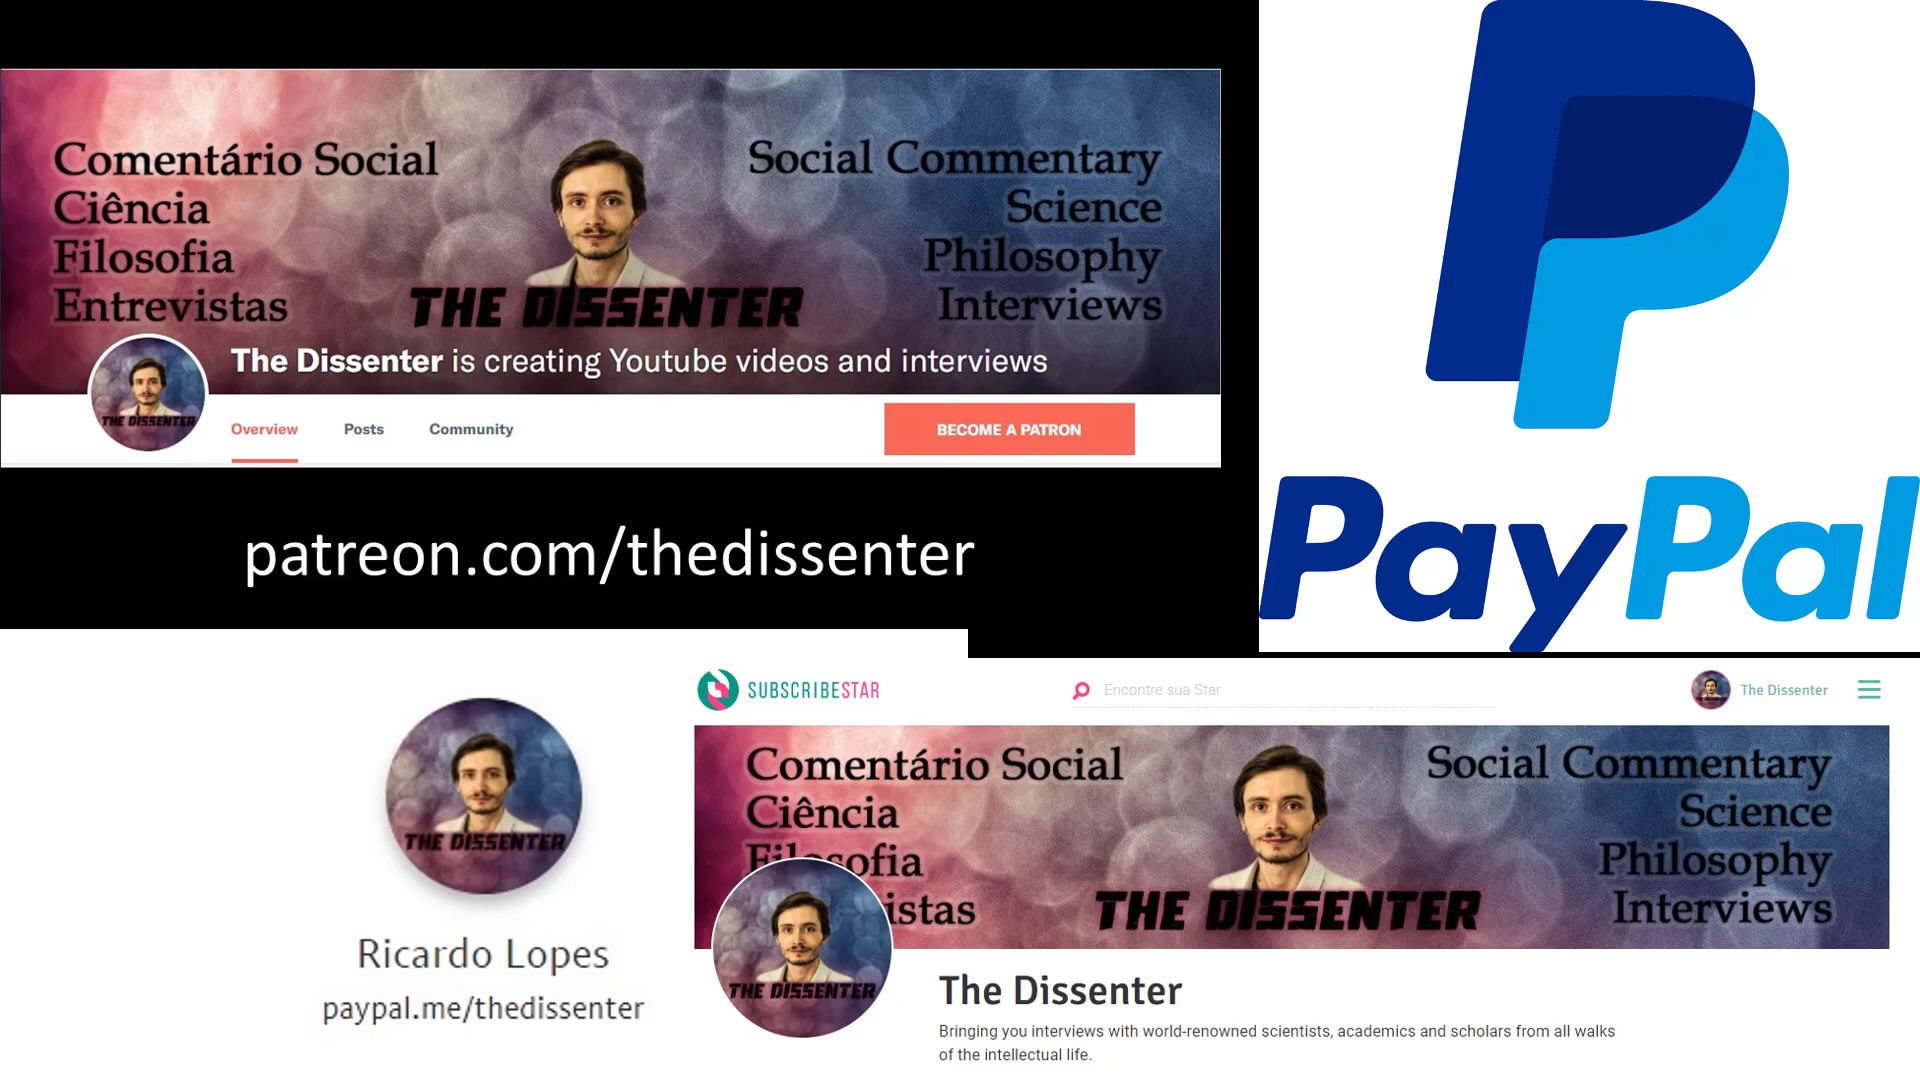 Comentário Social
Ciência
Filosofia
Entrevistas
Social Commentary
Science
Philosophy
Interviews
THE DISSENTER
The Dissenter is creating Youtube videos and interviews
THE DISSENTER
Overview
Posts
Community
BECOME A PATRON
patreon.com/thedissenter
PayPal
THE DISSENTER
Ricardo Lopes
paypal.me/thedissenter
SUBSCRIBESTAR
Encontre sua Star
The Dissenter
Comentário Social
Ciência
Filosofia
istas
Social Commentary
Science
Philosophy
Interviews
THE DISSENTER
THE DISSENTER
The Dissenter
Bringing you interviews with world-renowned scientists, academics and scholars from all walks
of the intellectual life.